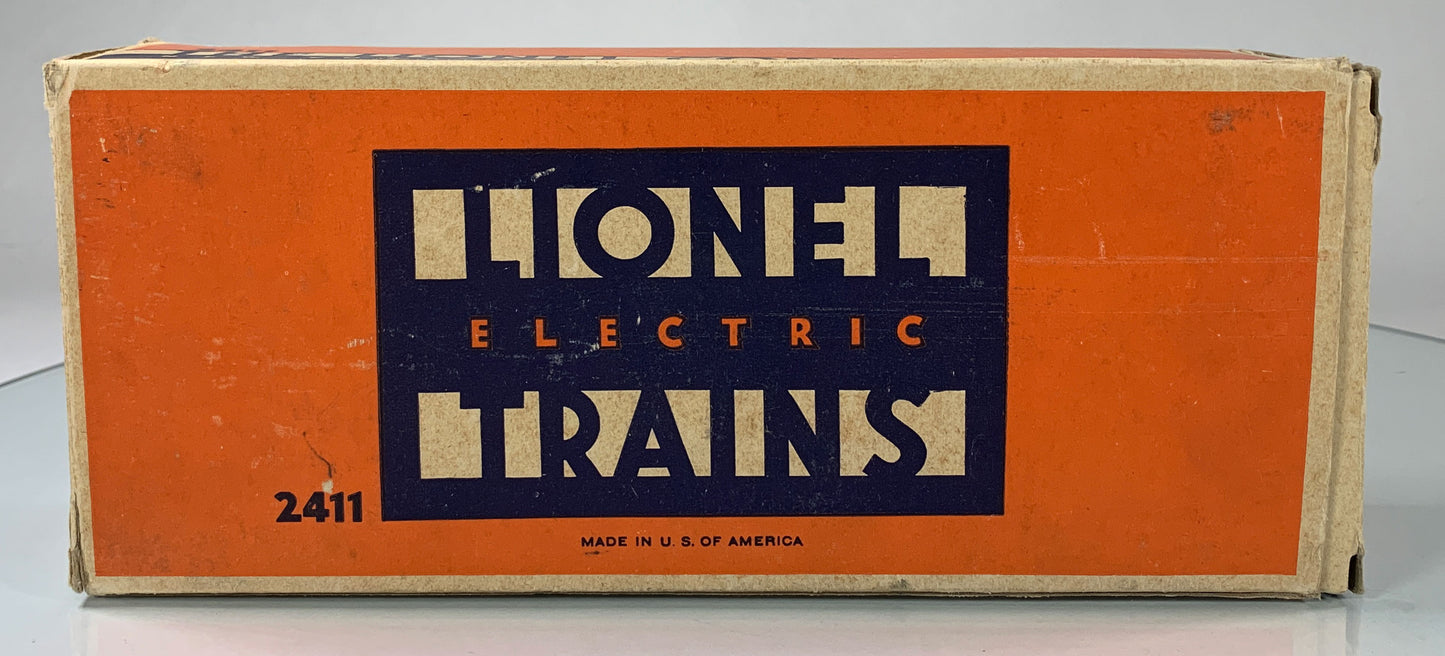 LIONEL
ELECTRIC
TRAINS
2411
MADE IN U. S. OF AMERICA